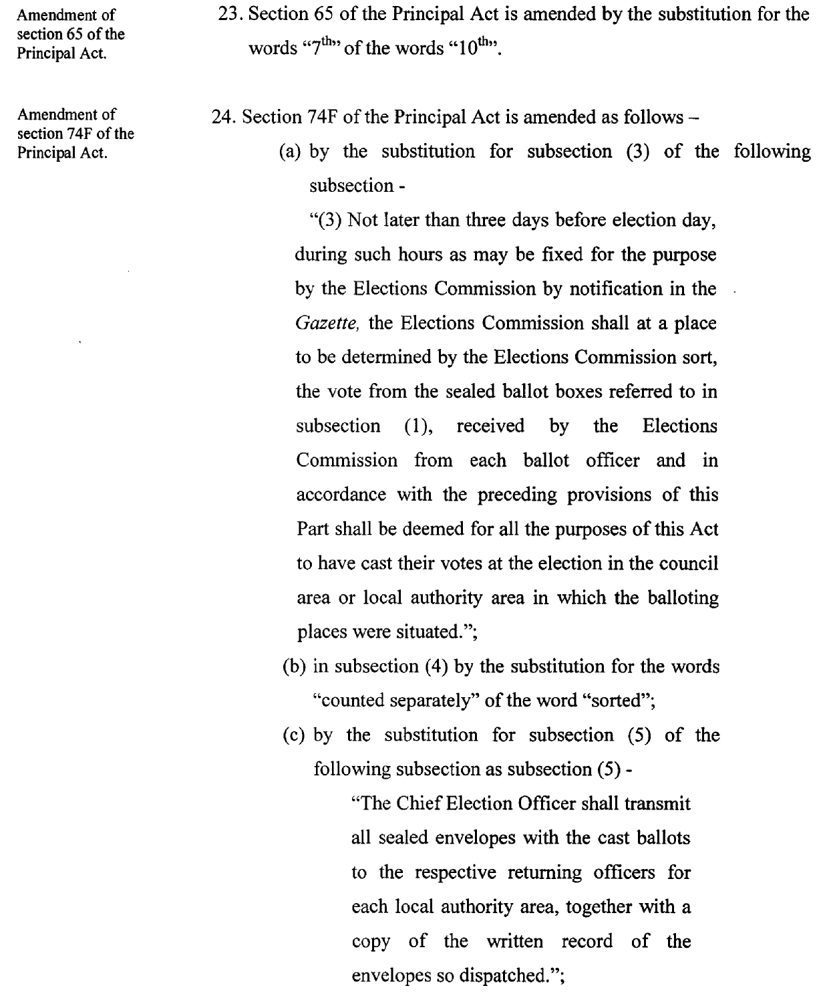 Amendment of
section 65 of the
Principal Act.
23. Section 65 of the Principal Act is amended by the substitution for the
words “7th” of the words “10th”.
Amendment of
section 74F of the
Principal Act.
24. Section 74F of the Principal Act is amended as follows –
(a) by the substitution for subsection (3) of the following
subsection -
“(3) Not later than three days before election day,
during such hours as may be fixed for the purpose
by the Elections Commission by notification in the
Gazette, the Elections Commission shall at a place
to be determined by the Elections Commission sort,
the vote from the sealed ballot boxes referred to in
subsection (1), received by the Elections
Commission from each ballot officer and in
accordance with the preceding provisions of this
Part shall be deemed for all the purposes of this Act
to have cast their votes at the election in the council
area or local authority area in which the balloting
places were situated.”;
(b) in subsection (4) by the substitution for the words
“counted separately” of the word “sorted”;
(c) by the substitution for subsection (5) of the
following subsection as subsection (5) -
“The Chief Election Officer shall transmit
all sealed envelopes with the cast ballots
to the respective returning officers for
each local authority area, together with a
copy of the written record of the
envelopes so dispatched.”;